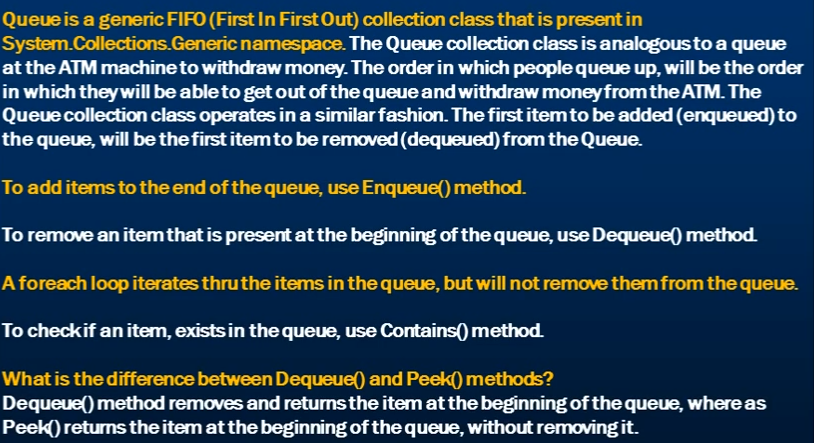 Queue is a generic FIFO (First In First Out) collection class that is present in
System.Collections.Generic namespace. The Queue collection class is analogous to a queue
at the ATM machine to withdraw money. The order in which people queue up, will be the order
in which they will be able to get out of the queue and withdraw money from the ATM. The
Queue collection class operates in a similar fashion. The first item to be added (enqueued) to
the queue, will be the first item to be removed (dequeued) from the Queue.
To add items to the end of the queue, use Enqueue() method.
To remove an item that is present at the beginning of the queue, use Dequeue() method.
A foreach loop iterates thru the items in the queue, but will not remove them from the queue.
To check if an item, exists in the queue, use Contains() method.
What is the difference between Dequeue() and Peek() methods?
Dequeue() method removes and returns the item at the beginning of the queue, where as
Peek() returns the item at the beginning of the queue, without removing it.